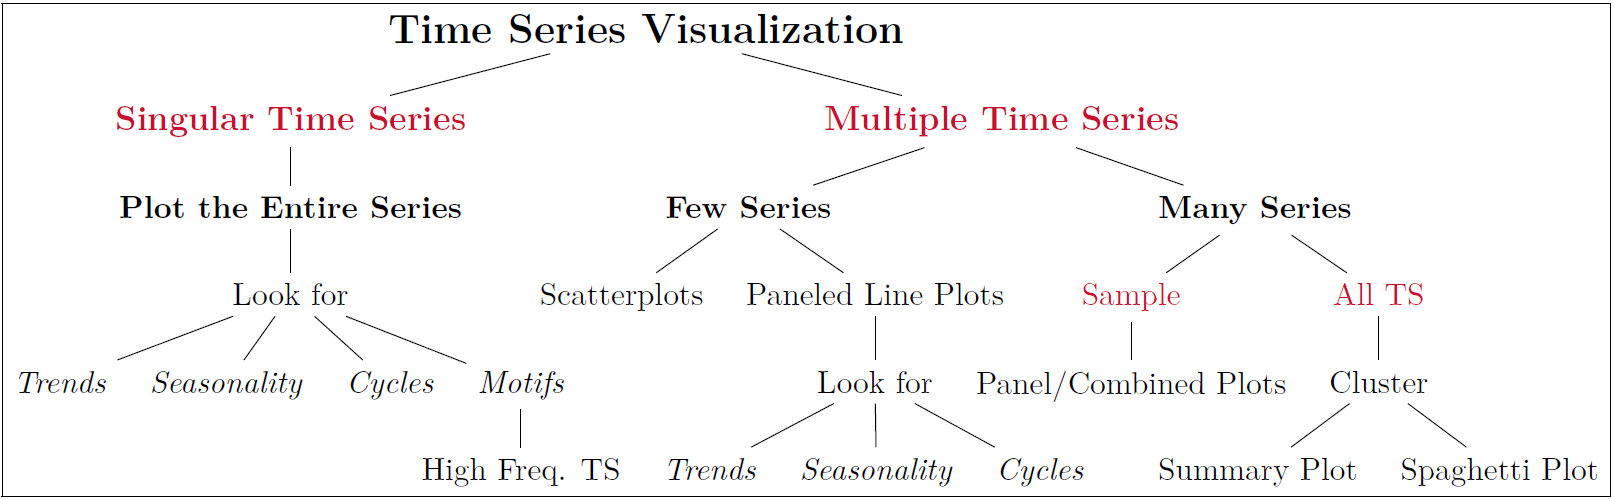 Time Series Visualization
Singular Time Series
Multiple Time Series
Plot the Entire Series
Few Series
Many Series
Look for
Scatterplots
Paneled Line Plots
Sample
All TS
Trends
Seasonality
Cycles
Motifs
Look for
Panel/Combined Plots
Cluster
High Freq. TS
Trends
Seasonality
Cycles
Summary Plot
Spaghetti Plot